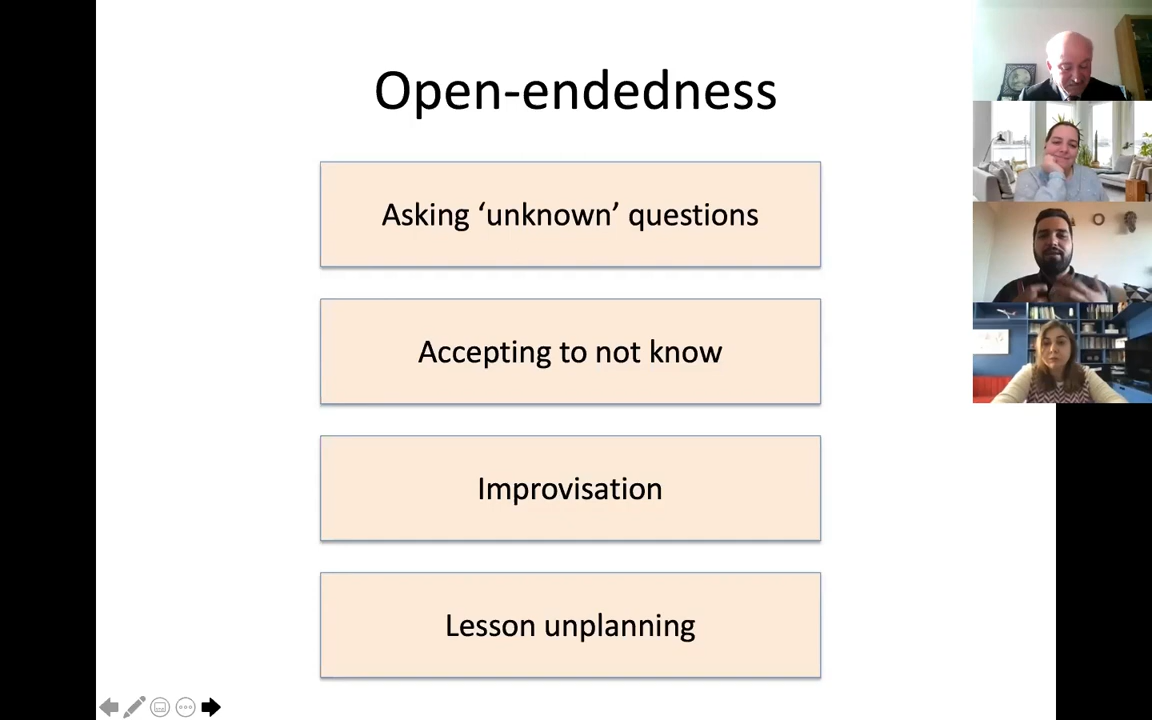 Open-endedness
Asking ‘unknown’ questions
Accepting to not know
Improvisation
Lesson unplanning